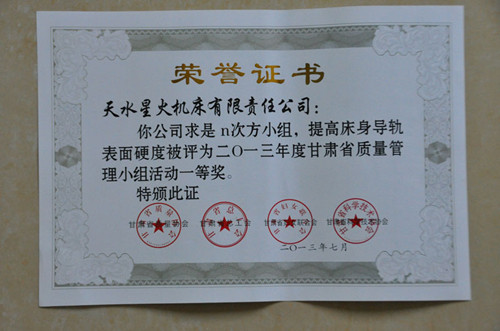 荣誉证书
天水星火机床有限责任公司:
你公司求是 n次方小组，提高床身导轨
表面硬度被评为二〇一三年度甘肃省质量管
理小组活动一等奖。
特颁此证
二〇一三年七月